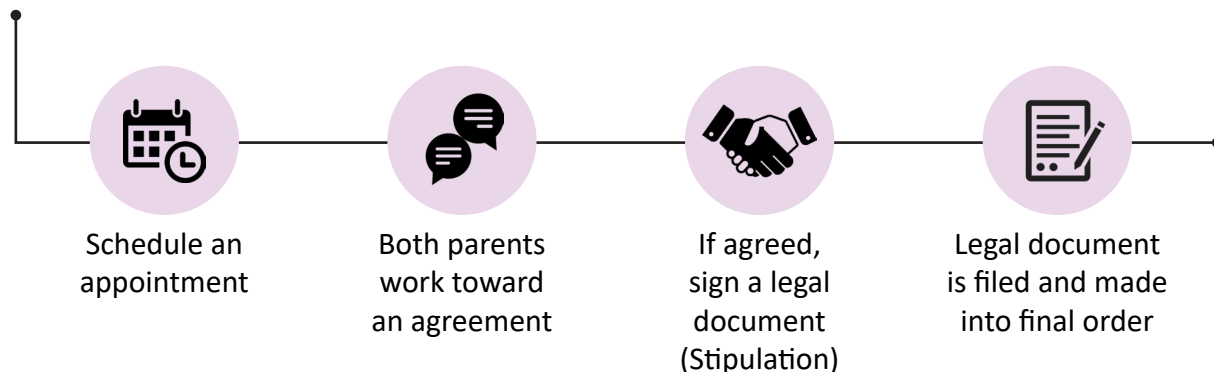 Schedule an
appointment
Both parents
work toward
an agreement
If agreed,
sign a legal
document
(Stipulation)
Legal document
is filed and made
into final order